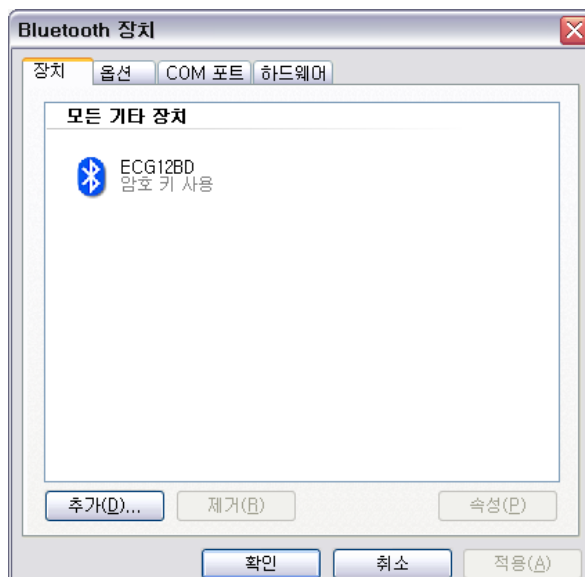 Bluetooth 장치
장치 옵션 COM 포트 하드웨어
모든 기타 장치
ECG12BD
암호 키 사용
추가(D)... 제거(R) 속성(P)
확인 취소 적용(A)